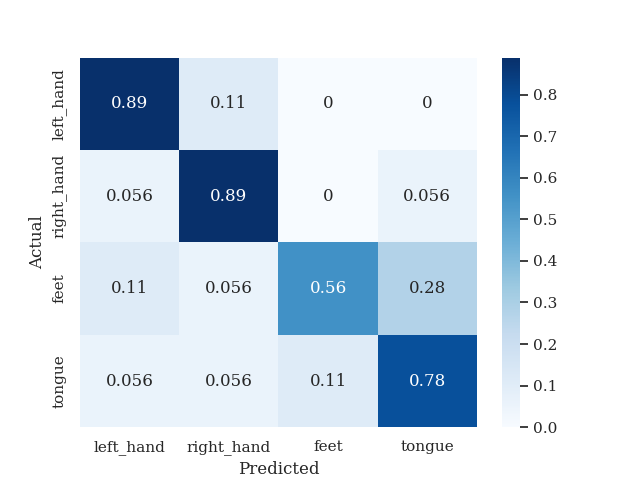 left_hand 0.89 0.11 0 0
right_hand 0.056 0.89 0 0.056
feet 0.11 0.056 0.56 0.28
tongue 0.056 0.056 0.11 0.78
left_hand right_hand feet tongue
Predicted
Actual
0.8
0.7
0.6
0.5
0.4
0.3
0.2
0.1
0.0